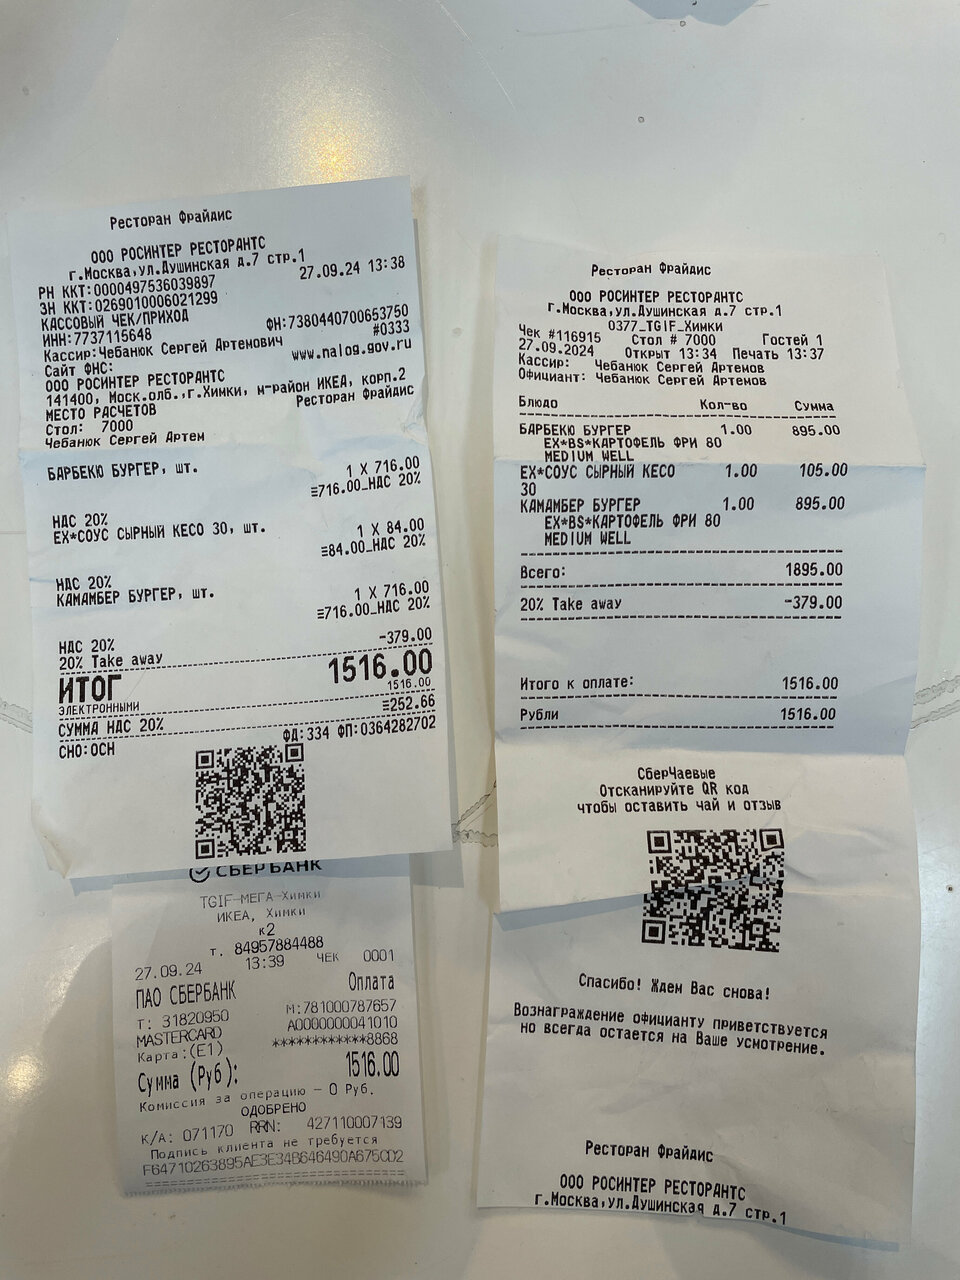 Ресторан Фрайдис
ООО РОСИНТЕР РЕСТОРАНТС
г.Москва,ул.Душинская д.7 стр.1
РН ККТ:0000497536039897
27.09.24 13:38
ЗН ККТ:0269010006021299
КАССОВЫЙ ЧЕК/ПРИХОД
ИНН:7737115648
ФН:7380440700653750
Кассир:Чебанюк Сергей Артемович
#0333
Сайт ФНС:
www.nalog.gov.ru
ООО РОСИНТЕР РЕСТОРАНТС
141400, Моск.олб.,г.Химки, м-район ИКЕА, корп.2
МЕСТО РАСЧЕТОВ
Ресторан Фрайдис
Стол: 7000
Чебанюк Сергей Артем
БАРБЕКЮ БУРГЕР, шт.
1 X 716.00
≡716.00_НДС 20%
НДС 20%
EX*СОУС СЫРНЫЙ КЕСО 30, шт.
1 X 84.00
≡84.00_НДС 20%
НДС 20%
КАМАМБЕР БУРГЕР, шт.
1 X 716.00
≡716.00_НДС 20%
НДС 20%
20% Take away
-379.00
ИТОГ
1516.00
ЭЛЕКТРОННЫМИ
1516.00
СУММА НДС 20%
≡252.66
СНО:ОСН
ФД:334 ФП:0364282702
СБЕРБАНК
TGIF-МЕГА-Химки
ИКЕА, Химки
к2
т. 84957884488
27.09.24 13:39 ЧЕК 0001
ПАО СБЕРБАНК Оплата
Т: 31820950 М:781000787657
MASTERCARD A0000000041010
Карта:(E1) ************8868
Сумма (Руб): 1516.00
Комиссия за операцию – 0 Руб.
ОДОБРЕНО
К/А: 071170 RRN: 427110007139
Подпись клиента не требуется
F64710263895AE3E34B646490A675CD2
Ресторан Фрайдис
ООО РОСИНТЕР РЕСТОРАНТС
г.Москва,ул.Душинская д.7 стр.1
0377_TGIF_Химки
Чек #116915 Стол # 7000 Гостей 1
27.09.2024 Открыт 13:34 Печать 13:37
Кассир: Чебанюк Сергей Артемов
Официант: Чебанюк Сергей Артемов
Блюдо Кол-во Сумма
БАРБЕКЮ БУРГЕР 1.00 895.00
EX*BS*КАРТОФЕЛЬ ФРИ 80
MEDIUM WELL
EX*СОУС СЫРНЫЙ КЕСО 1.00 105.00
30
КАМАМБЕР БУРГЕР 1.00 895.00
EX*BS*КАРТОФЕЛЬ ФРИ 80
MEDIUM WELL
Всего: 1895.00
20% Take away -379.00
Итого к оплате: 1516.00
Рубли 1516.00
СберЧаевые
Отсканируйте QR код
чтобы оставить чай и отзыв
Спасибо! Ждем Вас снова!
Вознаграждение официанту приветствуется
но всегда остается на Ваше усмотрение.
Ресторан Фрайдис
ООО РОСИНТЕР РЕСТОРАНТС
г.Москва,ул.Душинская д.7 стр.1